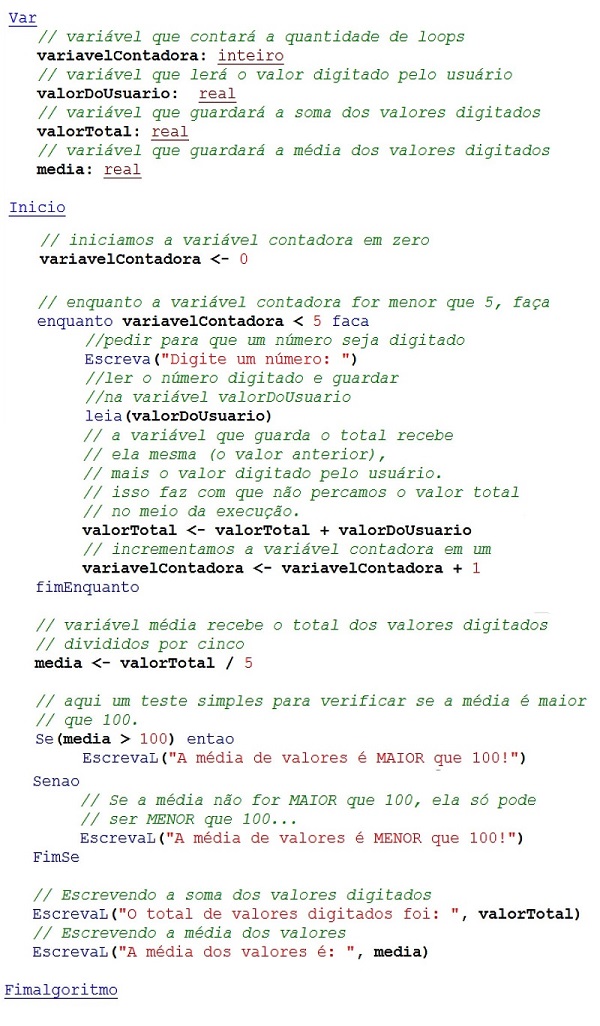 Var
// variável que contará a quantidade de loops
variavelContadora: inteiro
// variável que lerá o valor digitado pelo usuário
valorDoUsuario: real
// variável que guardará a soma dos valores digitados
valorTotal: real
// variável que guardará a média dos valores digitados
media: real
Inicio
// iniciamos a variável contadora em zero
variavelContadora <- 0
// enquanto a variável contadora for menor que 5, faça
enquanto variavelContadora < 5 faca
//pedir para que um número seja digitado
Escreva("Digite um número: ")
//ler o número digitado e guardar
//na variável valorDoUsuario
leia(valorDoUsuario)
// a variável que guarda o total recebe
// ela mesma (o valor anterior),
// mais o valor digitado pelo usuário.
// isso faz com que não percamos o valor total
// no meio da execução.
valorTotal <- valorTotal + valorDoUsuario
// incrementamos a variável contadora em um
variavelContadora <- variavelContadora + 1
fimEnquanto
// variável média recebe o total dos valores digitados
// divididos por cinco
media <- valorTotal / 5
// aqui um teste simples para verificar se a média é maior
// que 100.
Se(media > 100) entao
EscrevaL("A média de valores é MAIOR que 100!")
Senao
// Se a média não for MAIOR que 100, ela só pode
// ser MENOR que 100...
EscrevaL("A média de valores é MENOR que 100!")
FimSe
// Escrevendo a soma dos valores digitados
EscrevaL("O total de valores digitados foi: ", valorTotal)
// Escrevendo a média dos valores
EscrevaL("A média dos valores é: ", media)
Fimalgoritmo